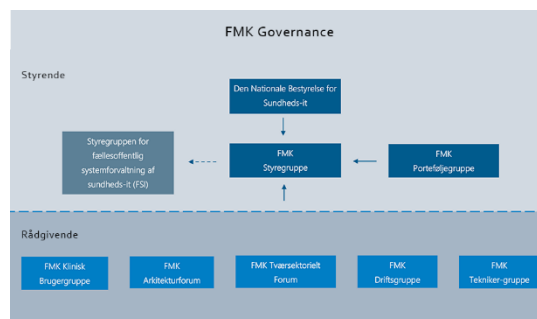 FMK Governance
Styrende
Den Nationale Bestyrelse for
Sundheds-it
Styregruppen for
fællesoffentlig
systemforvaltning af
sundheds-it (FSI)
FMK
Styregruppe
FMK
Porteføljegruppe
Rådgivende
FMK Klinisk
Brugergruppe
FMK
Arkitekturforum
FMK Tværsektorielt
Forum
FMK
Driftsgruppe
FMK
Tekniker-gruppe